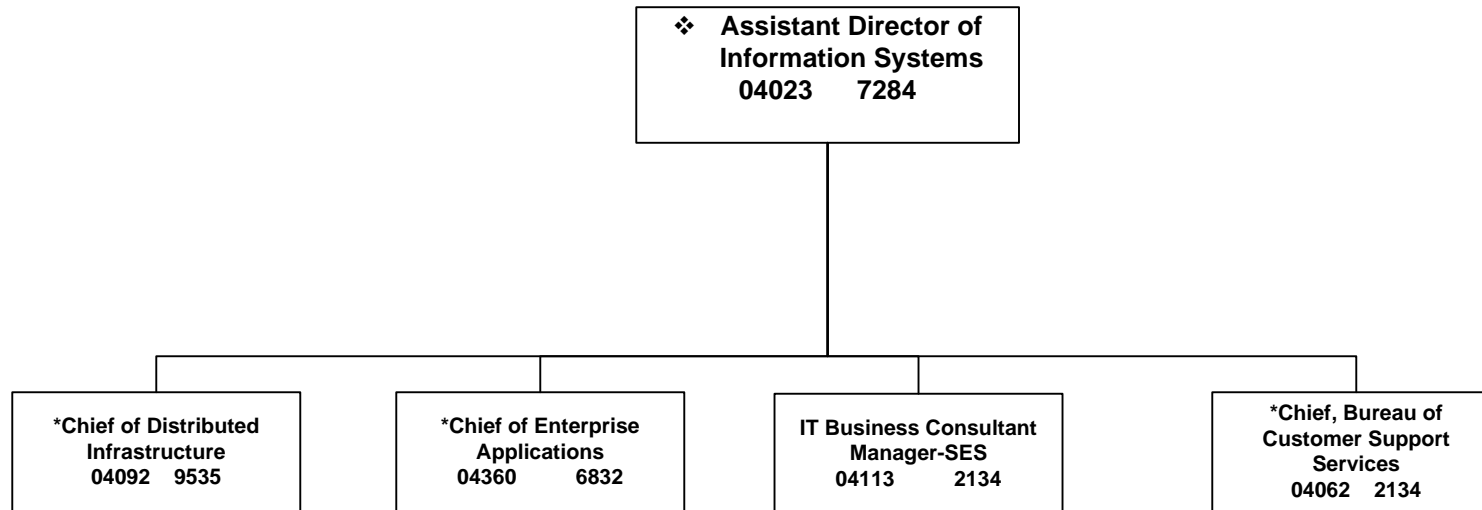 ❖ Assistant Director of
Information Systems
04023 7284
*Chief of Distributed
Infrastructure
04092 9535
*Chief of Enterprise
Applications
04360 6832
IT Business Consultant
Manager-SES
04113 2134
*Chief, Bureau of
Customer Support
Services
04062 2134